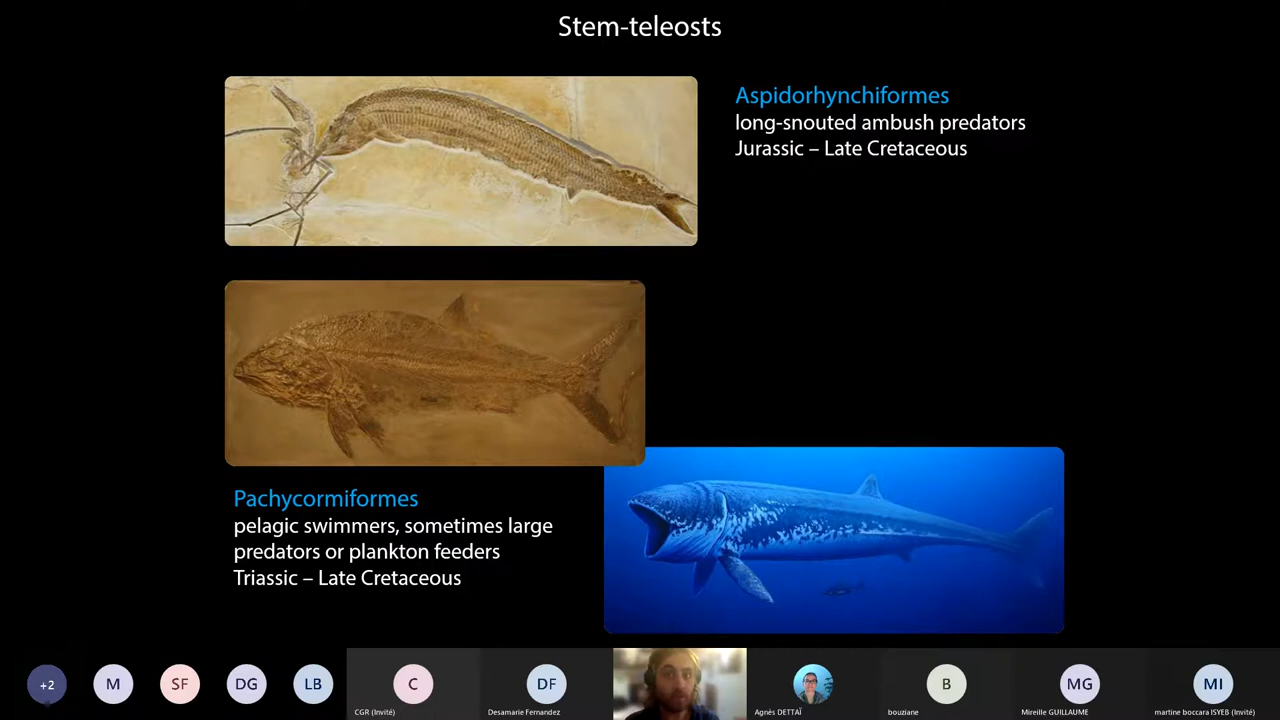 Stem-teleosts
Aspidorhynchiformes
long-snouted ambush predators
Jurassic – Late Cretaceous
Pachycormiformes
pelagic swimmers, sometimes large
predators or plankton feeders
Triassic – Late Cretaceous
+2
M
SF
DG
LB
C
CGR (Invité)
DF
Desamarie Fernandez
Agnès DETTAÏ
B
bouziane
MG
Mireille GUILLAUME
MI
martine boccara ISYEB (Invité)